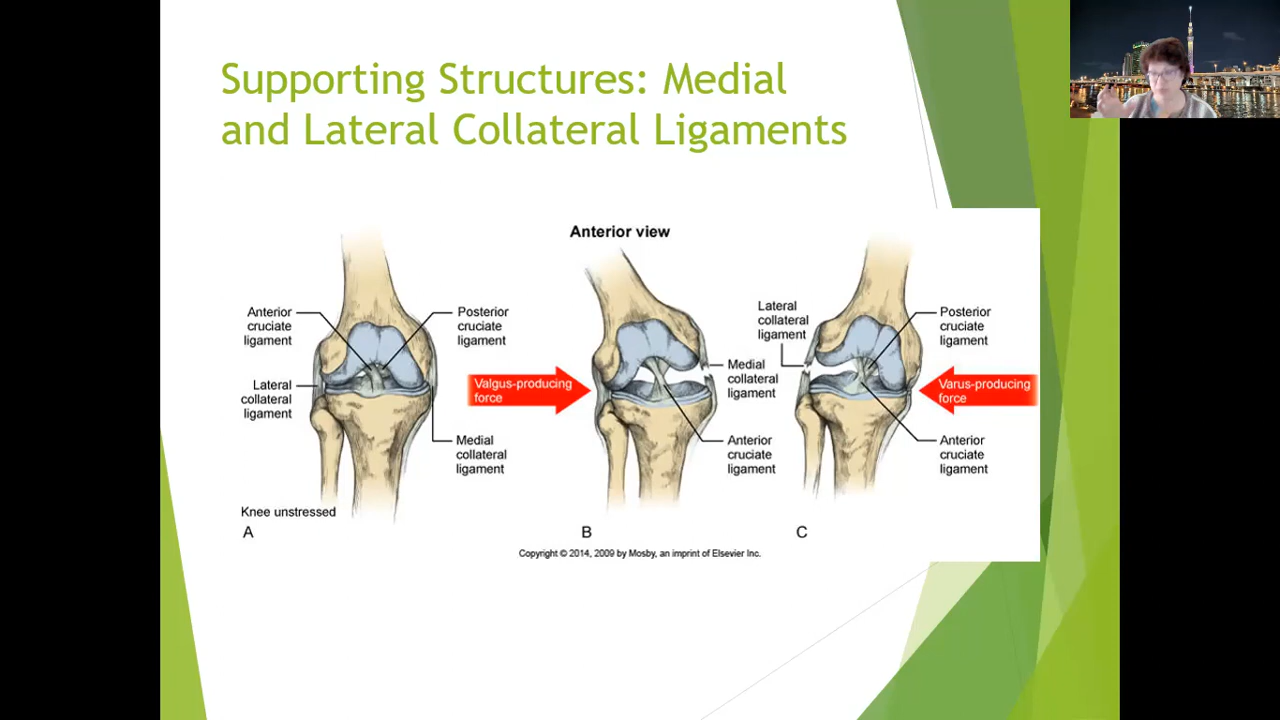 Supporting Structures: Medial
and Lateral Collateral Ligaments
Anterior view
Anterior
cruciate
ligament
Posterior
cruciate
ligament
Lateral
collateral
ligament
Medial
collateral
ligament
Knee unstressed
A
Valgus-producing
force
Medial
collateral
ligament
Anterior
cruciate
ligament
B
Lateral
collateral
ligament
Posterior
cruciate
ligament
Varus-producing
force
Anterior
cruciate
ligament
C
Copyright © 2014, 2009 by Mosby, an imprint of Elsevier Inc.